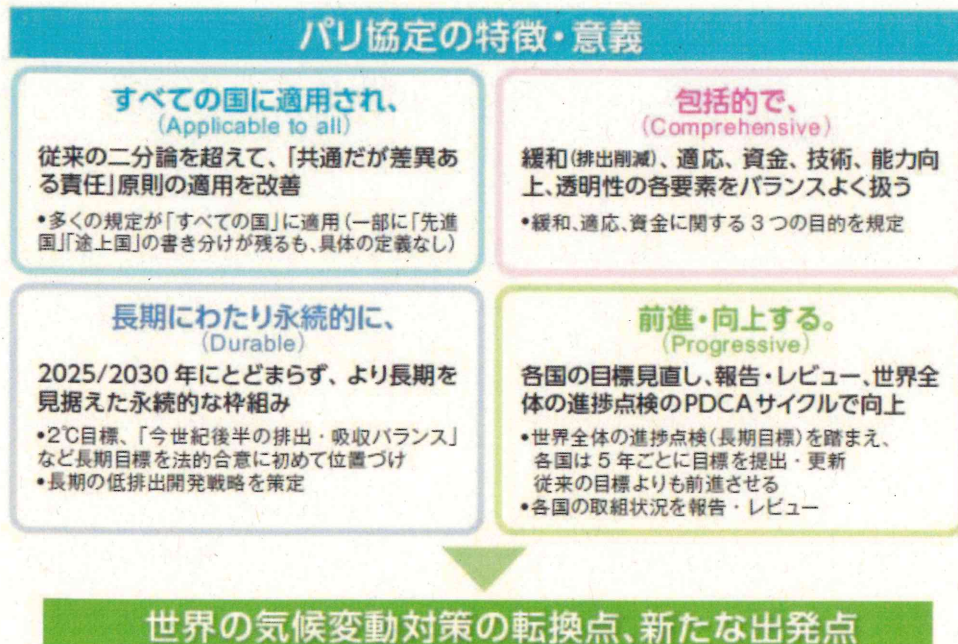 パリ協定の特徴・意義
すべての国に適用され、
(Applicable to all)
従来の二分論を超えて、「共通だが差異あ
る責任」原則の適用を改善
•多くの規定が「すべての国」に適用(一部に「先進
国」「途上国」の書き分けが残るも、具体の定義なし)
包括的で、
(Comprehensive)
緩和(排出削減)、適応、資金、技術、能力向
上、透明性の各要素をバランスよく扱う
•緩和、適応、資金に関する3つの目的を規定
長期にわたり永続的に、
(Durable)
2025/2030年にとどまらず、より長期を
見据えた永続的な枠組み
•2℃目標、「今世紀後半の排出・吸収バランス」
など長期目標を法的合意に初めて位置づけ
•長期の低排出開発戦略を策定
前進・向上する。
(Progressive)
各国の目標見直し、報告・レビュー、世界全
体の進捗点検のPDCAサイクルで向上
•世界全体の進捗点検(長期目標)を踏まえ、
各国は5年ごとに目標を提出・更新
従来の目標よりも前進させる
•各国の取組状況を報告・レビュー
世界の気候変動対策の転換点、新たな出発点